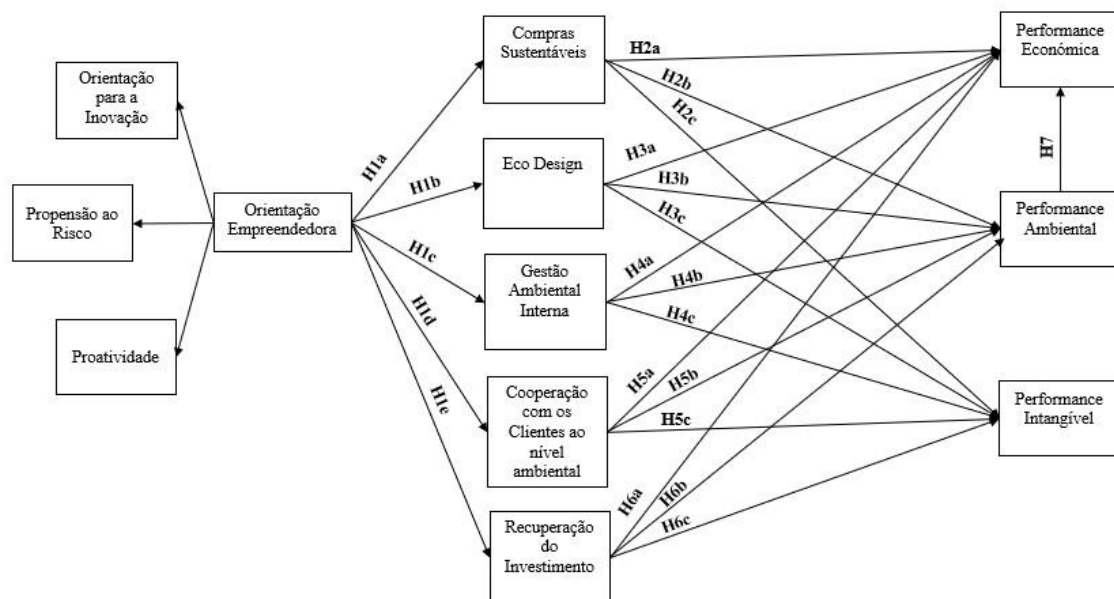 Orientação
para a
Inovação
Propensão ao
Risco
Proatividade
Orientação
Empreendedora
H1a
H1b
H1c
H1d
H1e
Compras
Sustentáveis
Eco Design
Gestão
Ambiental
Interna
Cooperação
com os
Clientes ao
nível
ambiental
Recuperação
do
Investimento
H2a
H2b
H2c
H3a
H3b
H3c
H4a
H4b
H4c
H5a
H5b
H5c
H6a
H6b
H6c
Performance
Económica
H7
Performance
Ambiental
Performance
Intangível